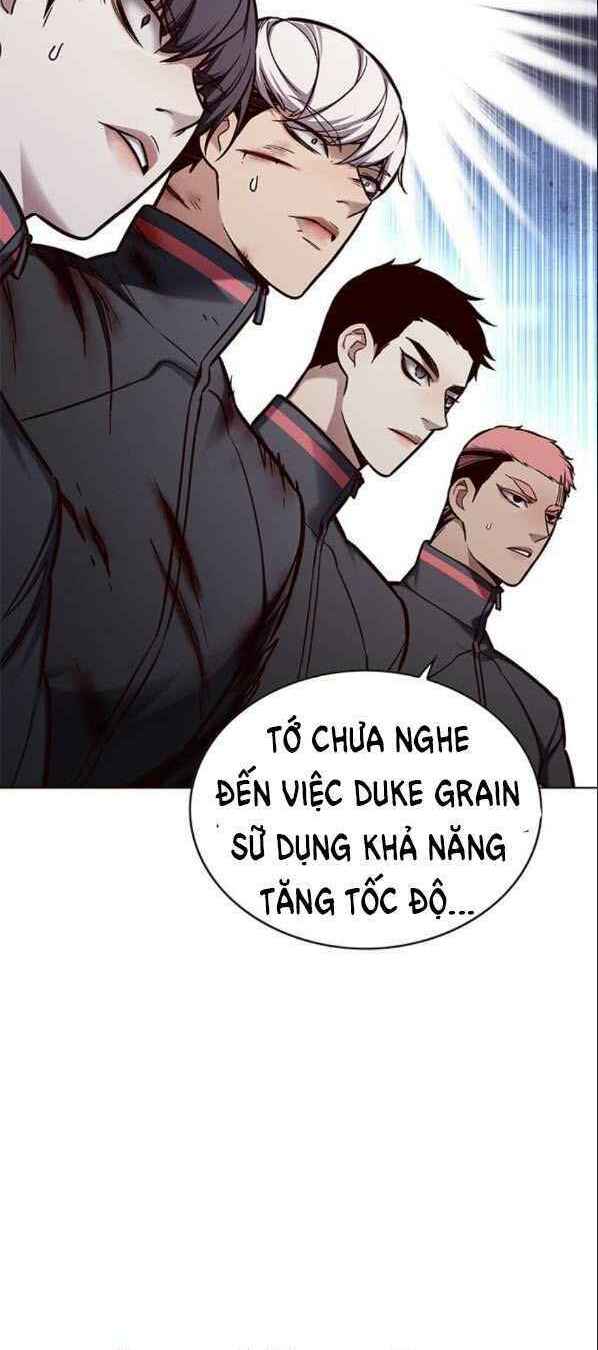 TỚ CHƯA NGHE
ĐẾN VIỆC DUKE GRAIN
SỮ DỤNG KHẢ NĂNG
TĂNG TỐC ĐỘ...